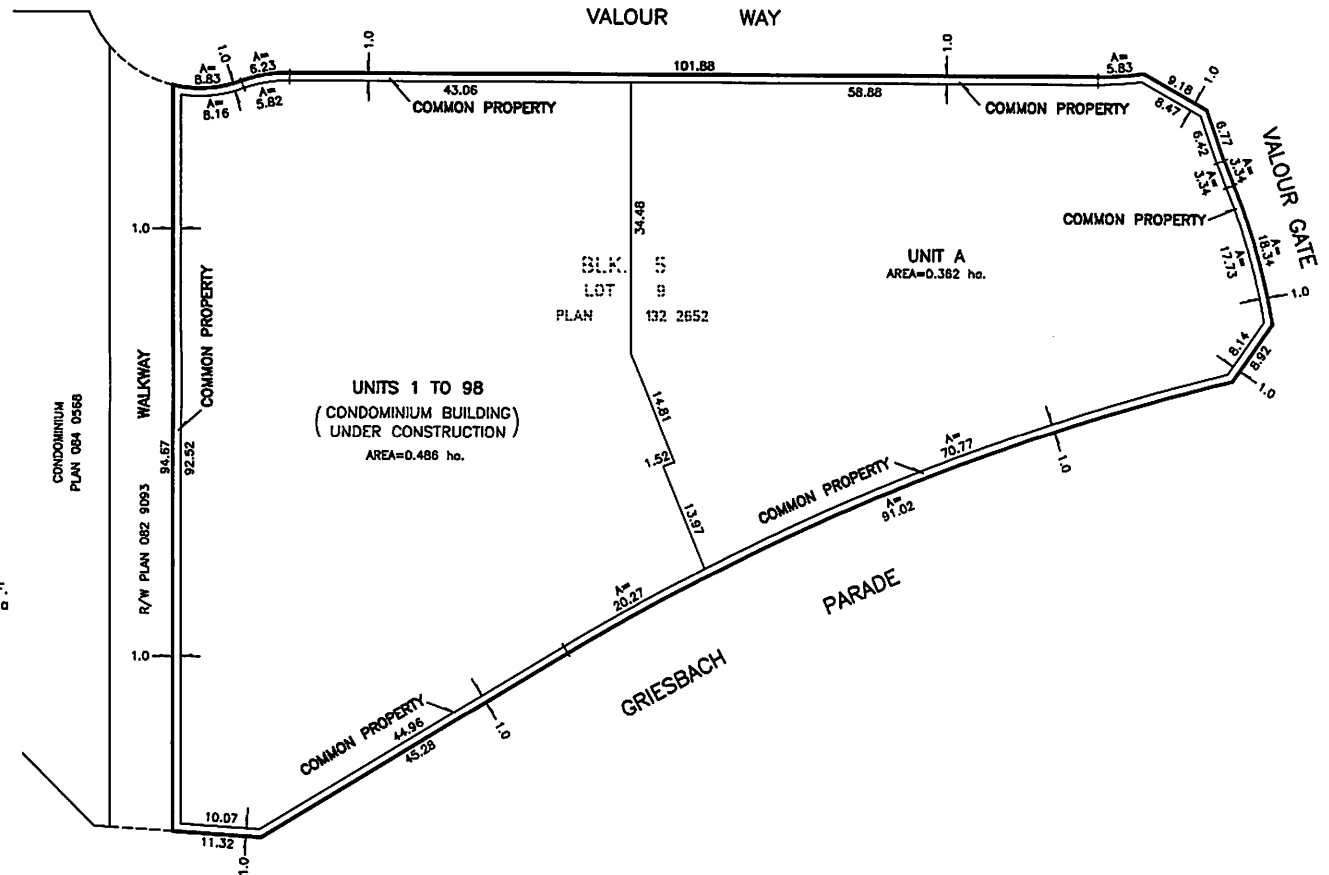 VALOUR WAY
1.0
1.0
1.0
A=
8.83
A=
6.23
A=
8.16
A=
5.82
101.88
43.06
58.88
COMMON PROPERTY
COMMON PROPERTY
A=
5.83
9.18
8.47
1.0
6.77
6.42
A=
3.34
A=
3.34
VALOUR GATE
COMMON PROPERTY
A=
18.34
A=
17.73
1.0
8.14
8.92
1.0
1.0
COMMON PROPERTY
34.48
BLK. 5
LOT 9
PLAN 132 2652
UNIT A
AREA=0.362 ha.
CONDOMINIUM
PLAN 084 0568
WALKWAY
R/W PLAN 082 9093
94.67
92.52
UNITS 1 TO 98
( CONDOMINIUM BUILDING )
( UNDER CONSTRUCTION )
AREA=0.486 ha.
14.81
1.52
13.97
A=
70.77
COMMON PROPERTY
A=
91.02
1.0
A=
20.27
GRIESBACH PARADE
1.0
COMMON PROPERTY
44.96
45.28
1.0
10.07
11.32
1.0